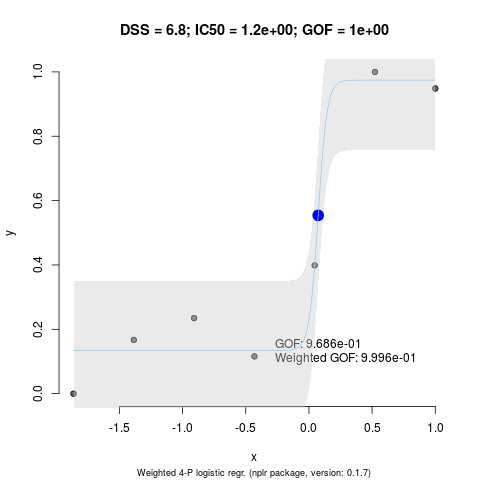 DSS = 6.8; IC50 = 1.2e+00; GOF = 1e+00
1.0
0.8
0.6
y
0.4
0.2
0.0
GOF: 9.686e-01
Weighted GOF: 9.996e-01
-1.5 -1.0 -0.5 0.0 0.5 1.0
x
Weighted 4-P logistic regr. (nplr package, version: 0.1.7)